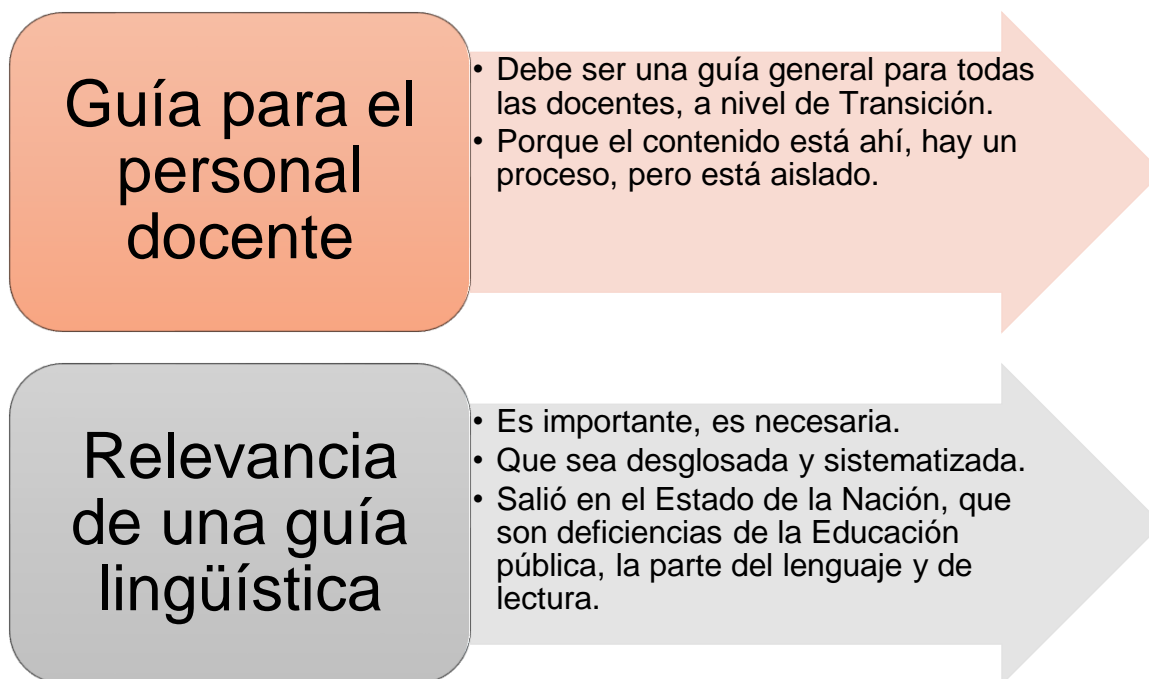 Guía para el
personal
docente
• Debe ser una guía general para todas
las docentes, a nivel de Transición.
• Porque el contenido está ahí, hay un
proceso, pero está aislado.
Relevancia
de una guía
lingüística
• Es importante, es necesaria.
• Que sea desglosada y sistematizada.
• Salió en el Estado de la Nación, que
son deficiencias de la Educación
pública, la parte del lenguaje y de
lectura.